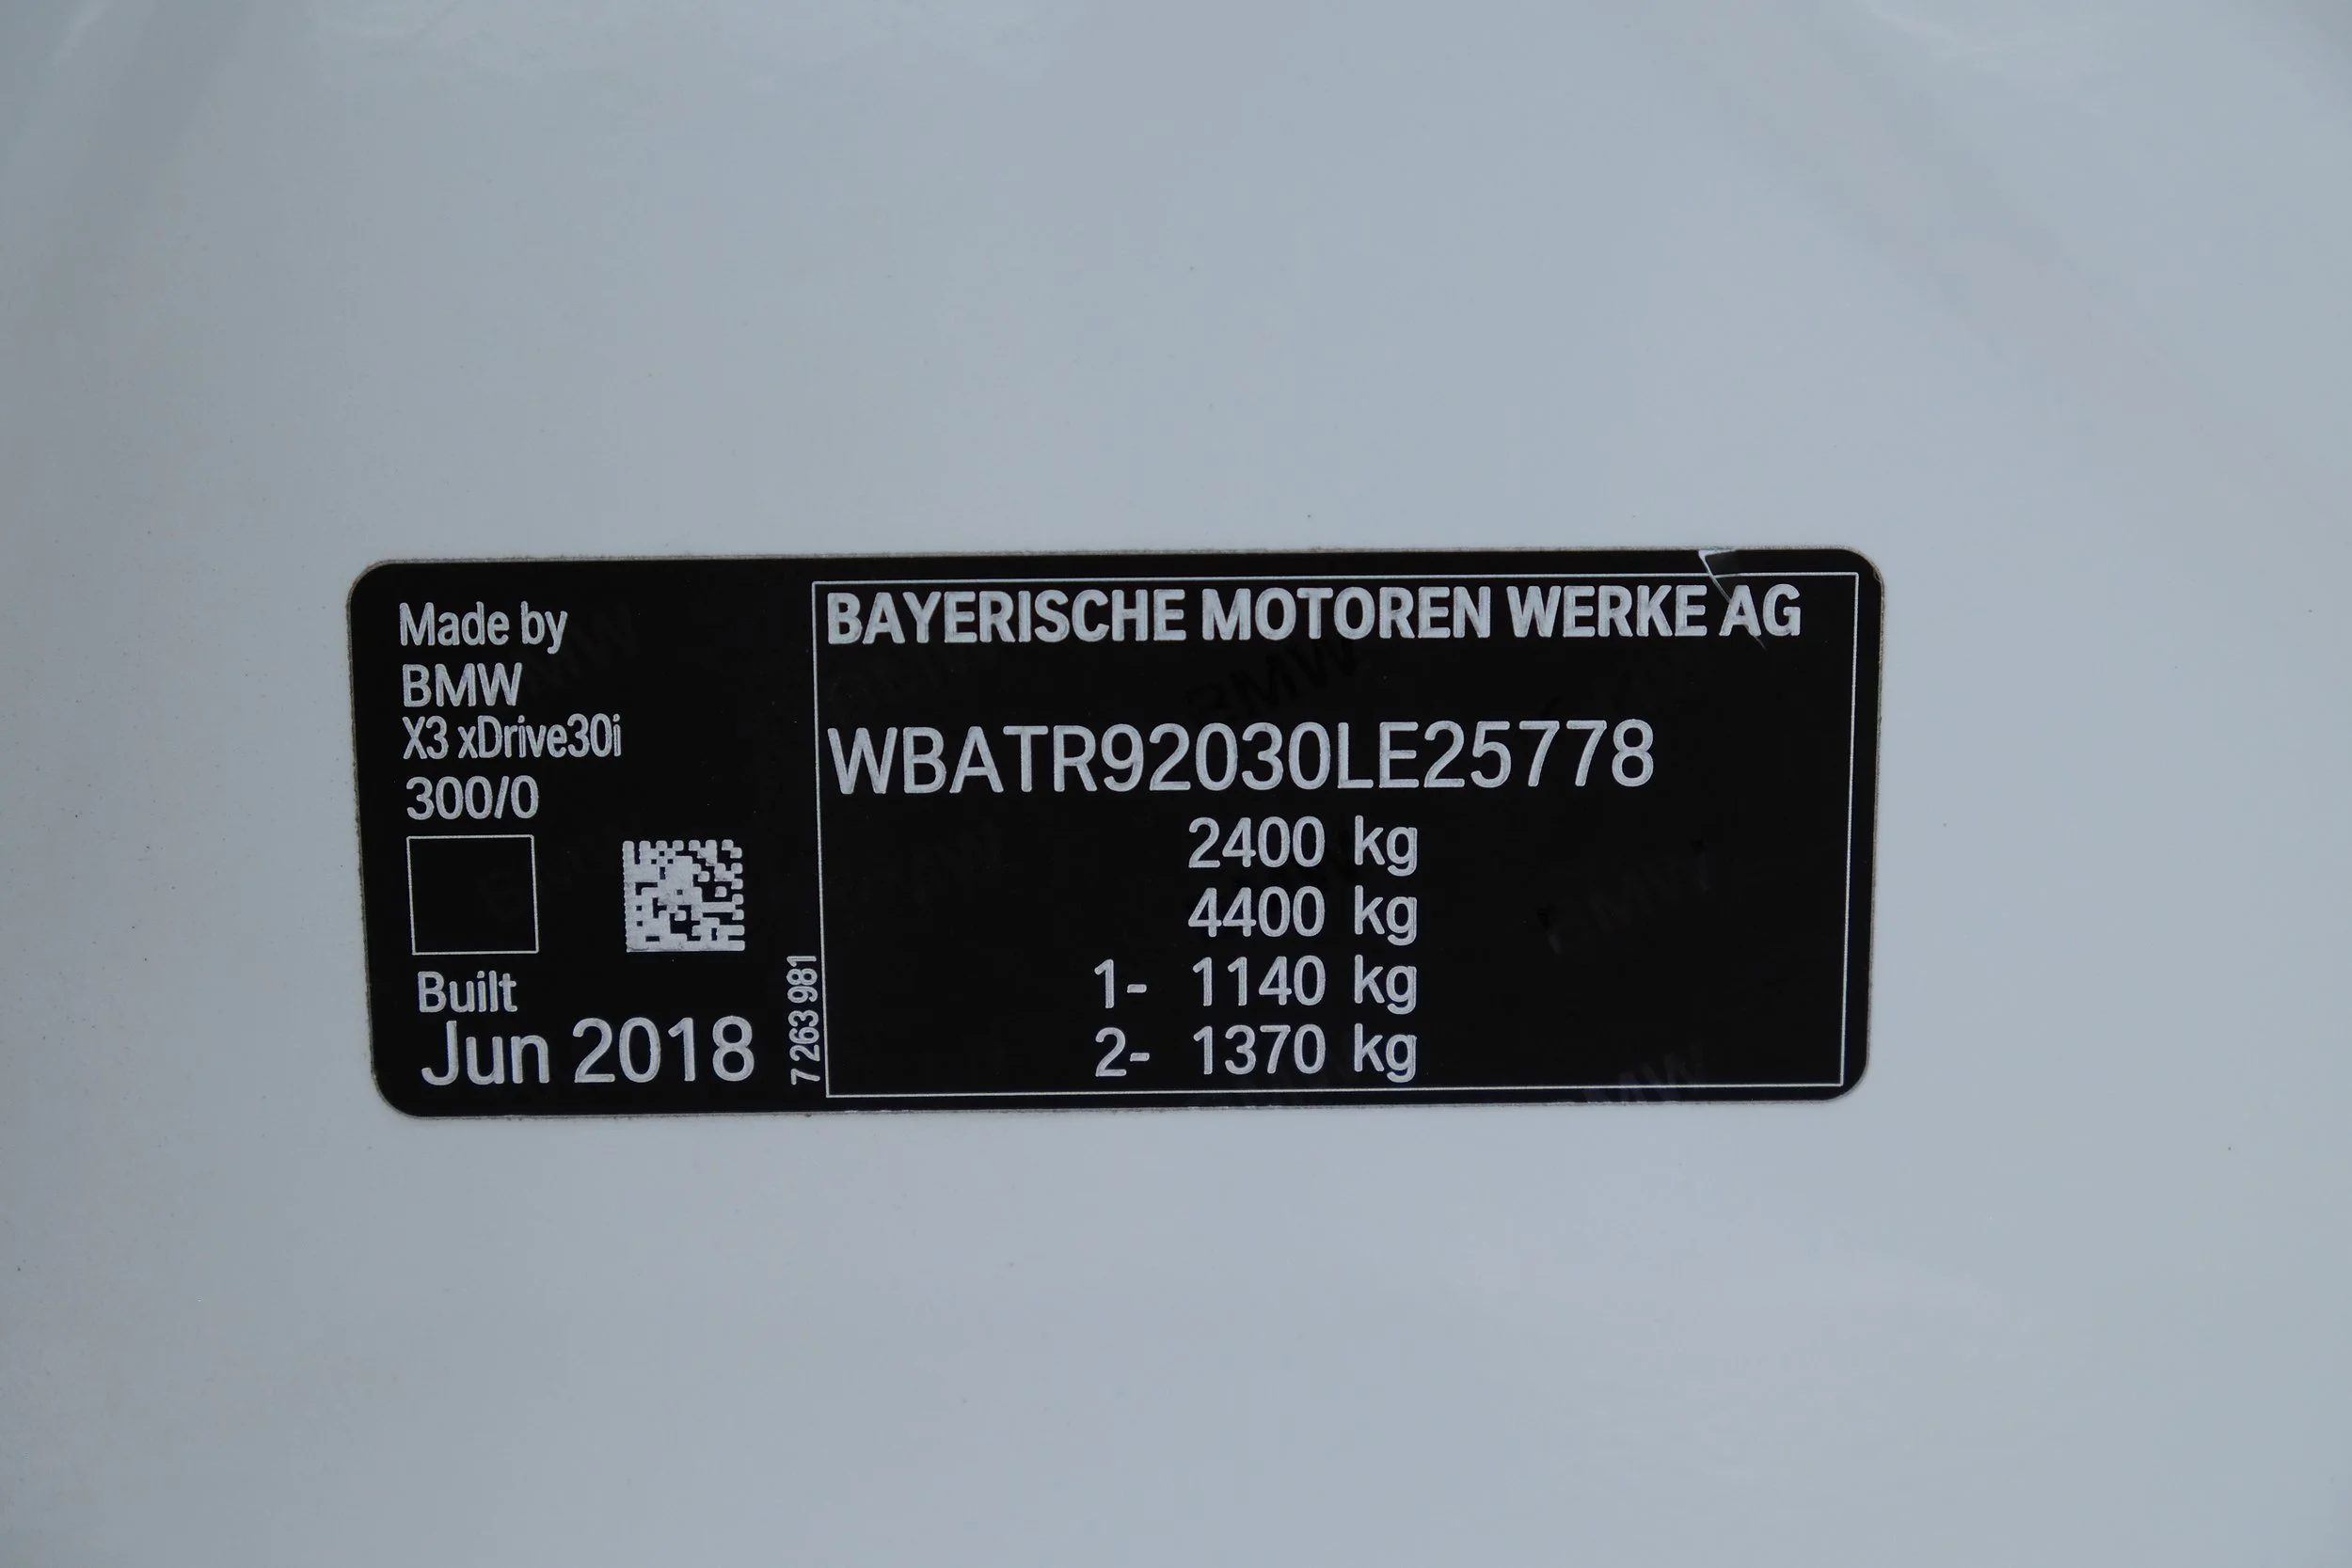 Made by
BMW
X3 xDrive30i
300/0
Built
Jun 2018
7 263 981
BAYERISCHE MOTOREN WERKE AG
WBATR92030LE25778
2400 kg
4400 kg
1- 1140 kg
2- 1370 kg